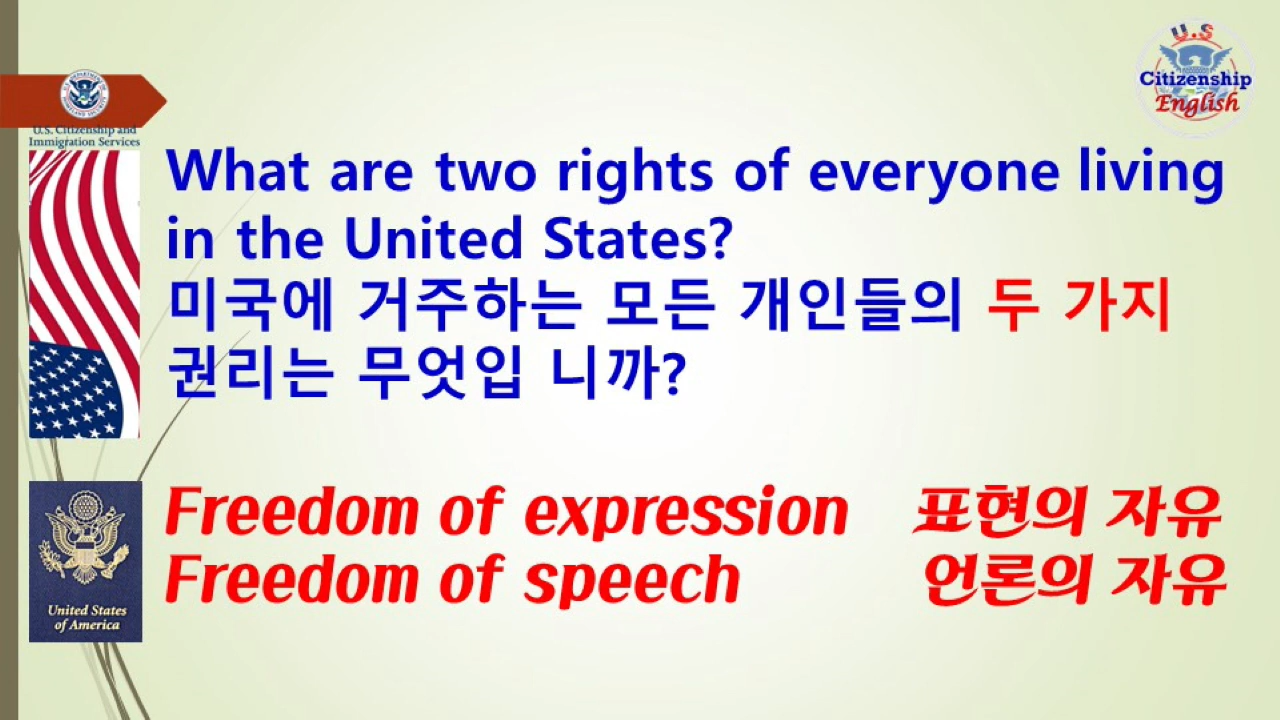 U.S
Citizenship
English
U.S. Citizenship and
Immigration Services
What are two rights of everyone living
in the United States?
미국에 거주하는 모든 개인들의 두 가지
권리는 무엇입 니까?
Freedom of expression 표현의 자유
Freedom of speech 언론의 자유
United States
of America